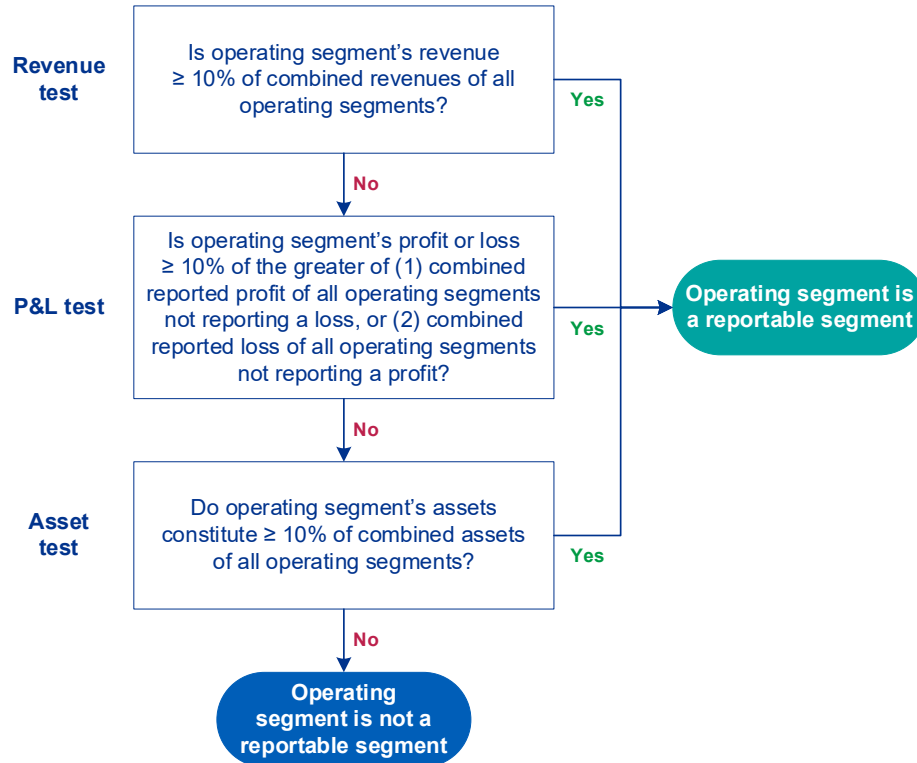 Revenue
test
Is operating segment’s revenue
≥ 10% of combined revenues of all
operating segments?
Yes
No
P&L test
Is operating segment’s profit or loss
≥ 10% of the greater of (1) combined
reported profit of all operating segments
not reporting a loss, or (2) combined
reported loss of all operating segments
not reporting a profit?
Yes
Operating segment is
a reportable segment
No
Asset
test
Do operating segment’s assets
constitute ≥ 10% of combined assets
of all operating segments?
Yes
No
Operating
segment is not a
reportable segment